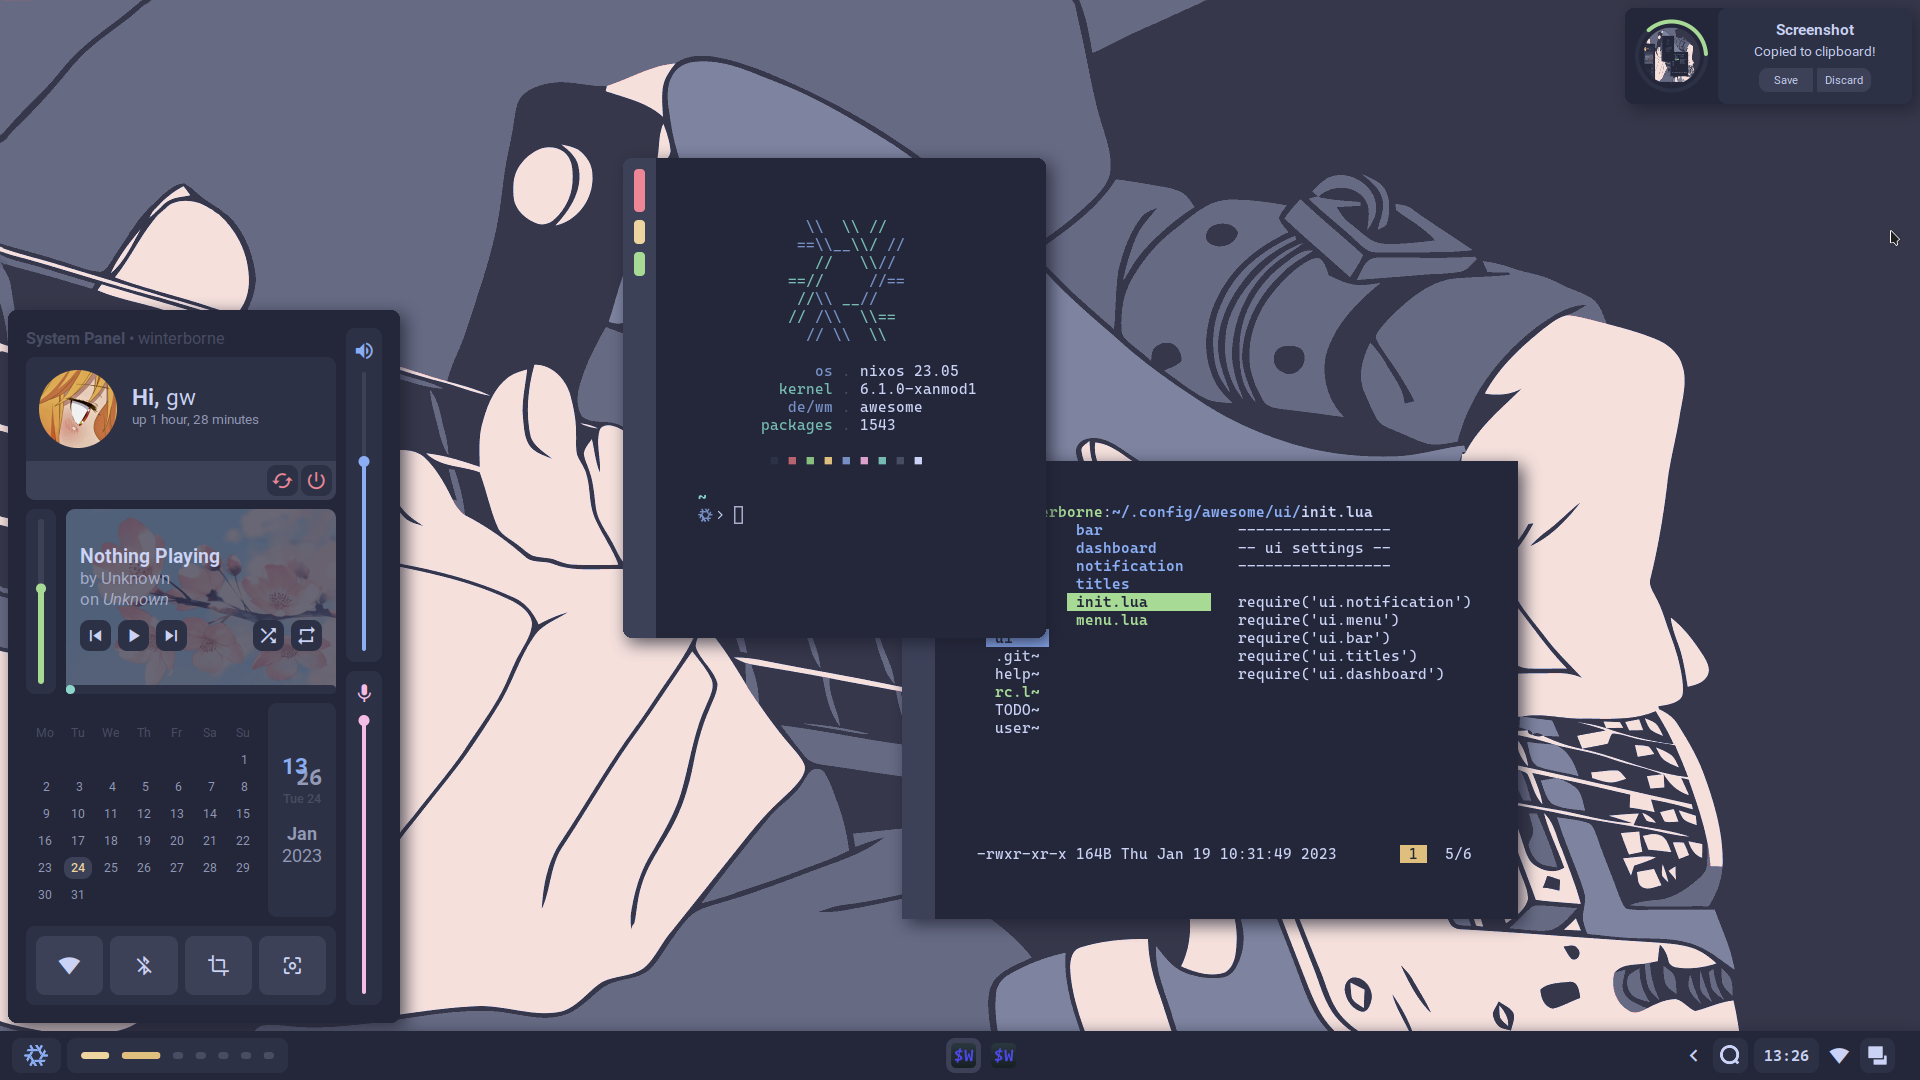 Screenshot
Copied to clipboard!
Save Discard
System Panel • winterborne
Hi, gw
up 1 hour, 28 minutes
Nothing Playing
by Unknown
on Unknown
Mo Tu We Th Fr Sa Su
1
2 3 4 5 6 7 8
9 10 11 12 13 14 15
16 17 18 19 20 21 22
23 24 25 26 27 28 29
30 31
13
26
Tue 24
Jan
2023
\\  \\ //
==\\__\\/ //
//   \\//
==//     //==
//\\ __//
// /\\  \\==
// \\  \\
os . nixos 23.05
kernel . 6.1.0-xanmod1
de/wm . awesome
packages . 1543
~
>
erborne:~/.config/awesome/ui/init.lua
bar ----------------
dashboard -- ui settings --
notification ----------------
titles
init.lua require('ui.notification')
menu.lua require('ui.menu')
ui require('ui.bar')
.git~ require('ui.titles')
help~ require('ui.dashboard')
rc.l~
TODO~
user~
-rwxr-xr-x 164B Thu Jan 19 10:31:49 2023 1 5/6
$W $W 13:26